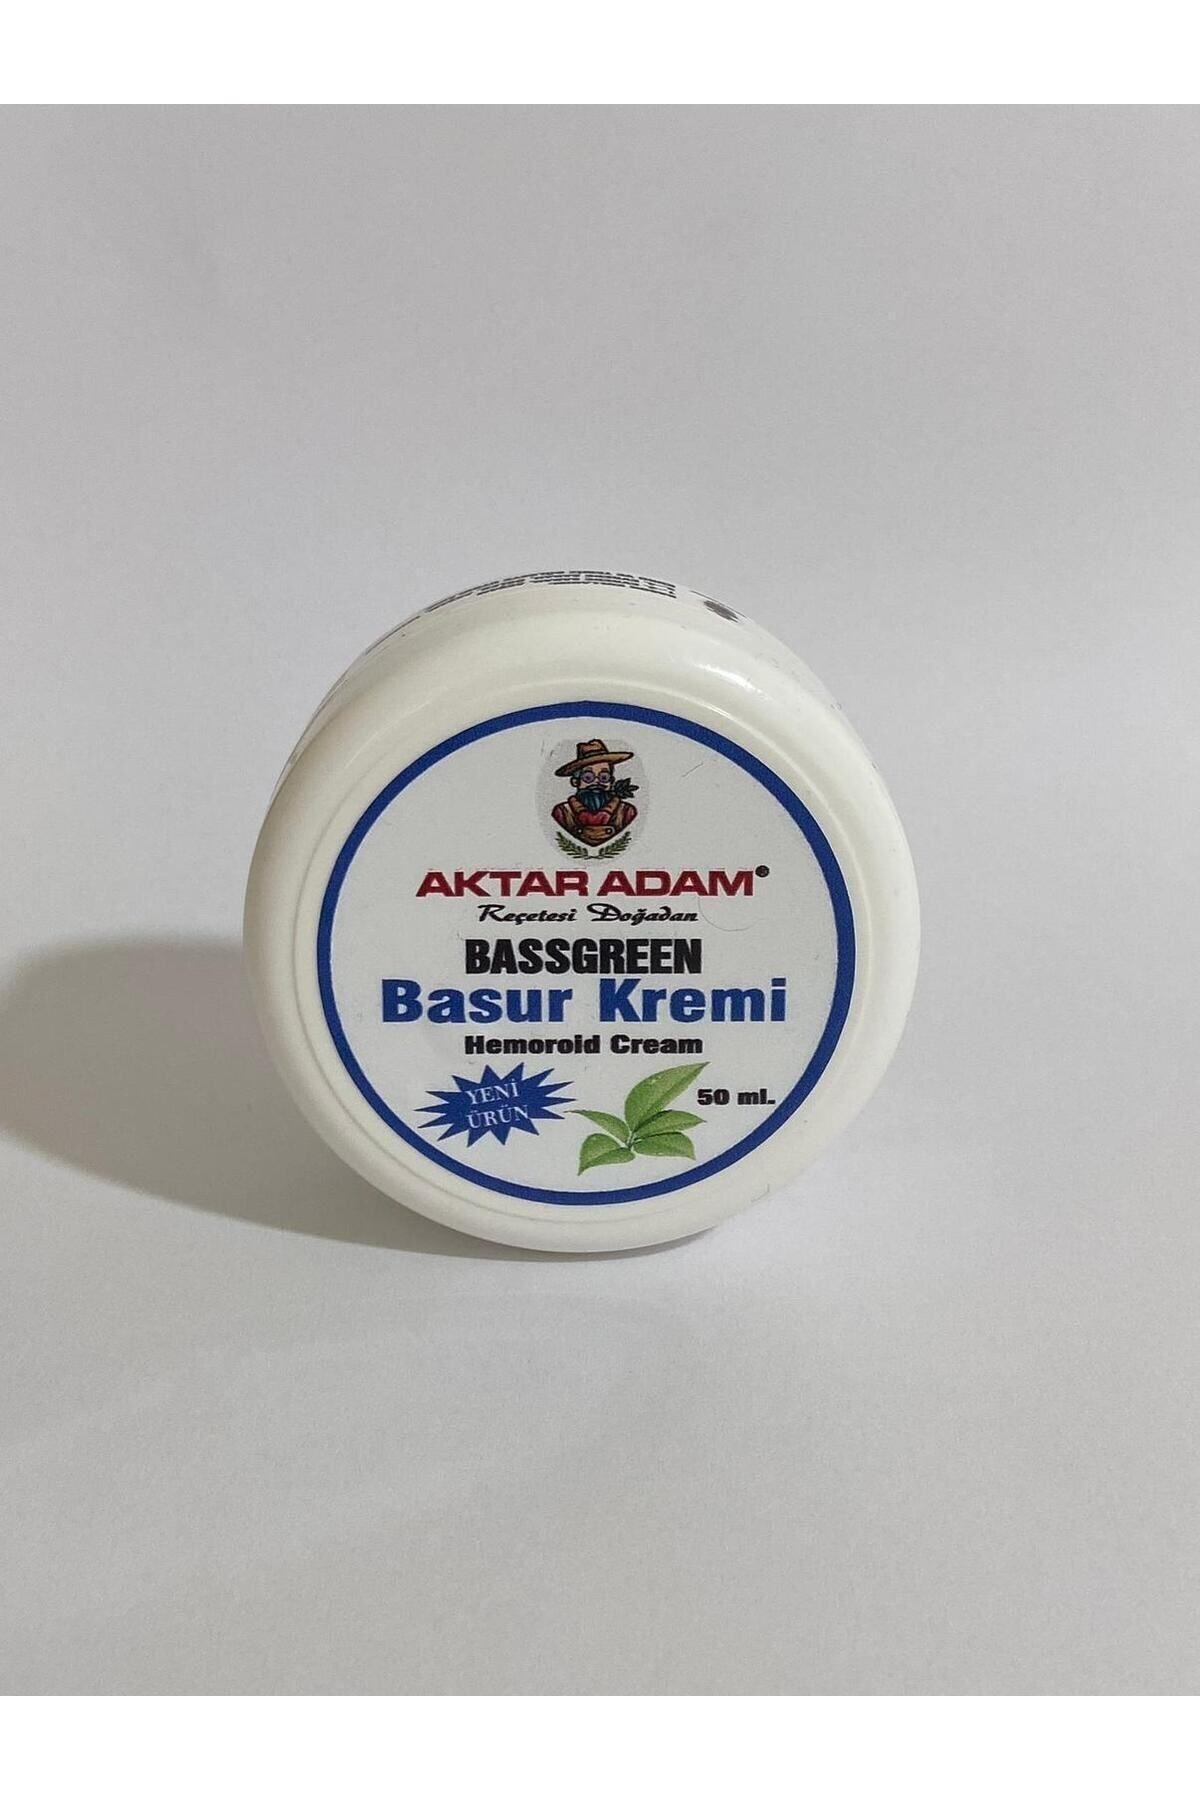 AKTAR ADAM®
Reçetesi Doğadan
BASSGREEN
Basur Kremi
Hemoroid Cream
YENİ
ÜRÜN
50 ml.